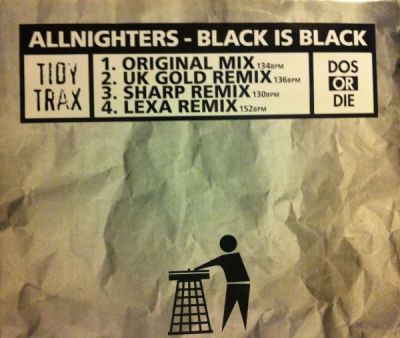 ALLNIGHTERS - BLACK IS BLACK
TIDY
TRAX
1. ORIGINAL MIX 134BPM
2. UK GOLD REMIX 136BPM
3. SHARP REMIX 130BPM
4. LEXA REMIX 152BPM
DOS
OR
DIE